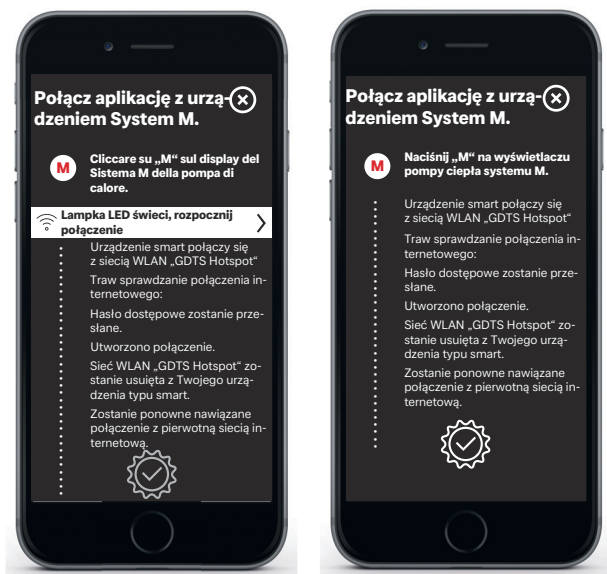 Połącz aplikację z urzą-
dzeniem System M.
M
Cliccare su „M“ sul display del
Sistema M della pompa di
calore.
Lampka LED świeci, rozpocznij
połączenie
Urządzenie smart połączy się
z siecią WLAN „GDTS Hotspot“
Traw sprawdzanie połączenia in-
ternetowego:
Hasło dostępowe zostanie prze-
słane.
Utworzono połączenie.
Sieć WLAN „GDTS Hotspot“ zo-
stanie usuięta z Twojego urzą-
dzenia typu smart.
Zostanie ponowne nawiązane
połączenie z pierwotną siecią in-
ternetową.
Połącz aplikację z urzą-
dzeniem System M.
M
Naciśnij „M“ na wyświetlaczu
pompy ciepła systemu M.
Urządzenie smart połączy się
z siecią WLAN „GDTS Hotspot“
Traw sprawdzanie połączenia in-
ternetowego:
Hasło dostępowe zostanie prze-
słane.
Utworzono połączenie.
Sieć WLAN „GDTS Hotspot“ zo-
stanie usuięta z Twojego urzą-
dzenia typu smart.
Zostanie ponowne nawiązane
połączenie z pierwotną siecią in-
ternetową.